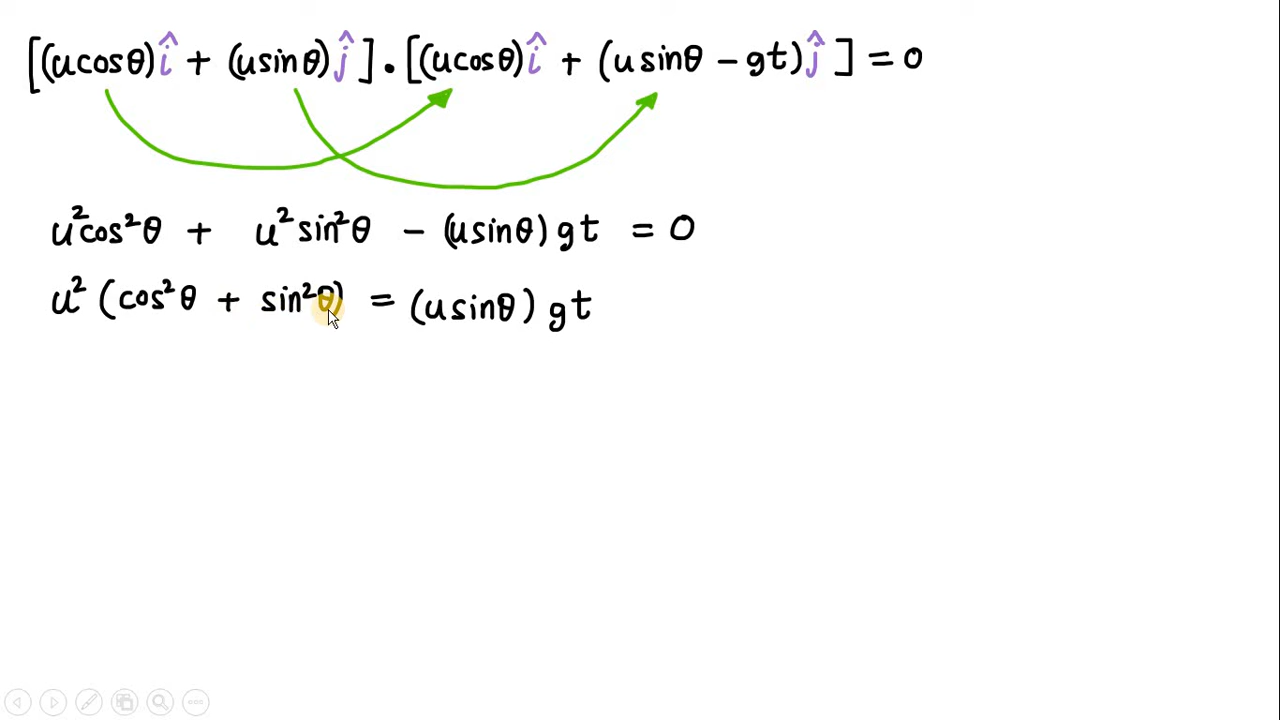 [(ucosθ)î + (usinθ)ĵ] . [(ucosθ)î + (usinθ - gt)ĵ] = 0
u²cos²θ + u²sin²θ - (usinθ) gt = 0
u² (cos²θ + sin²θ) = (usinθ) gt